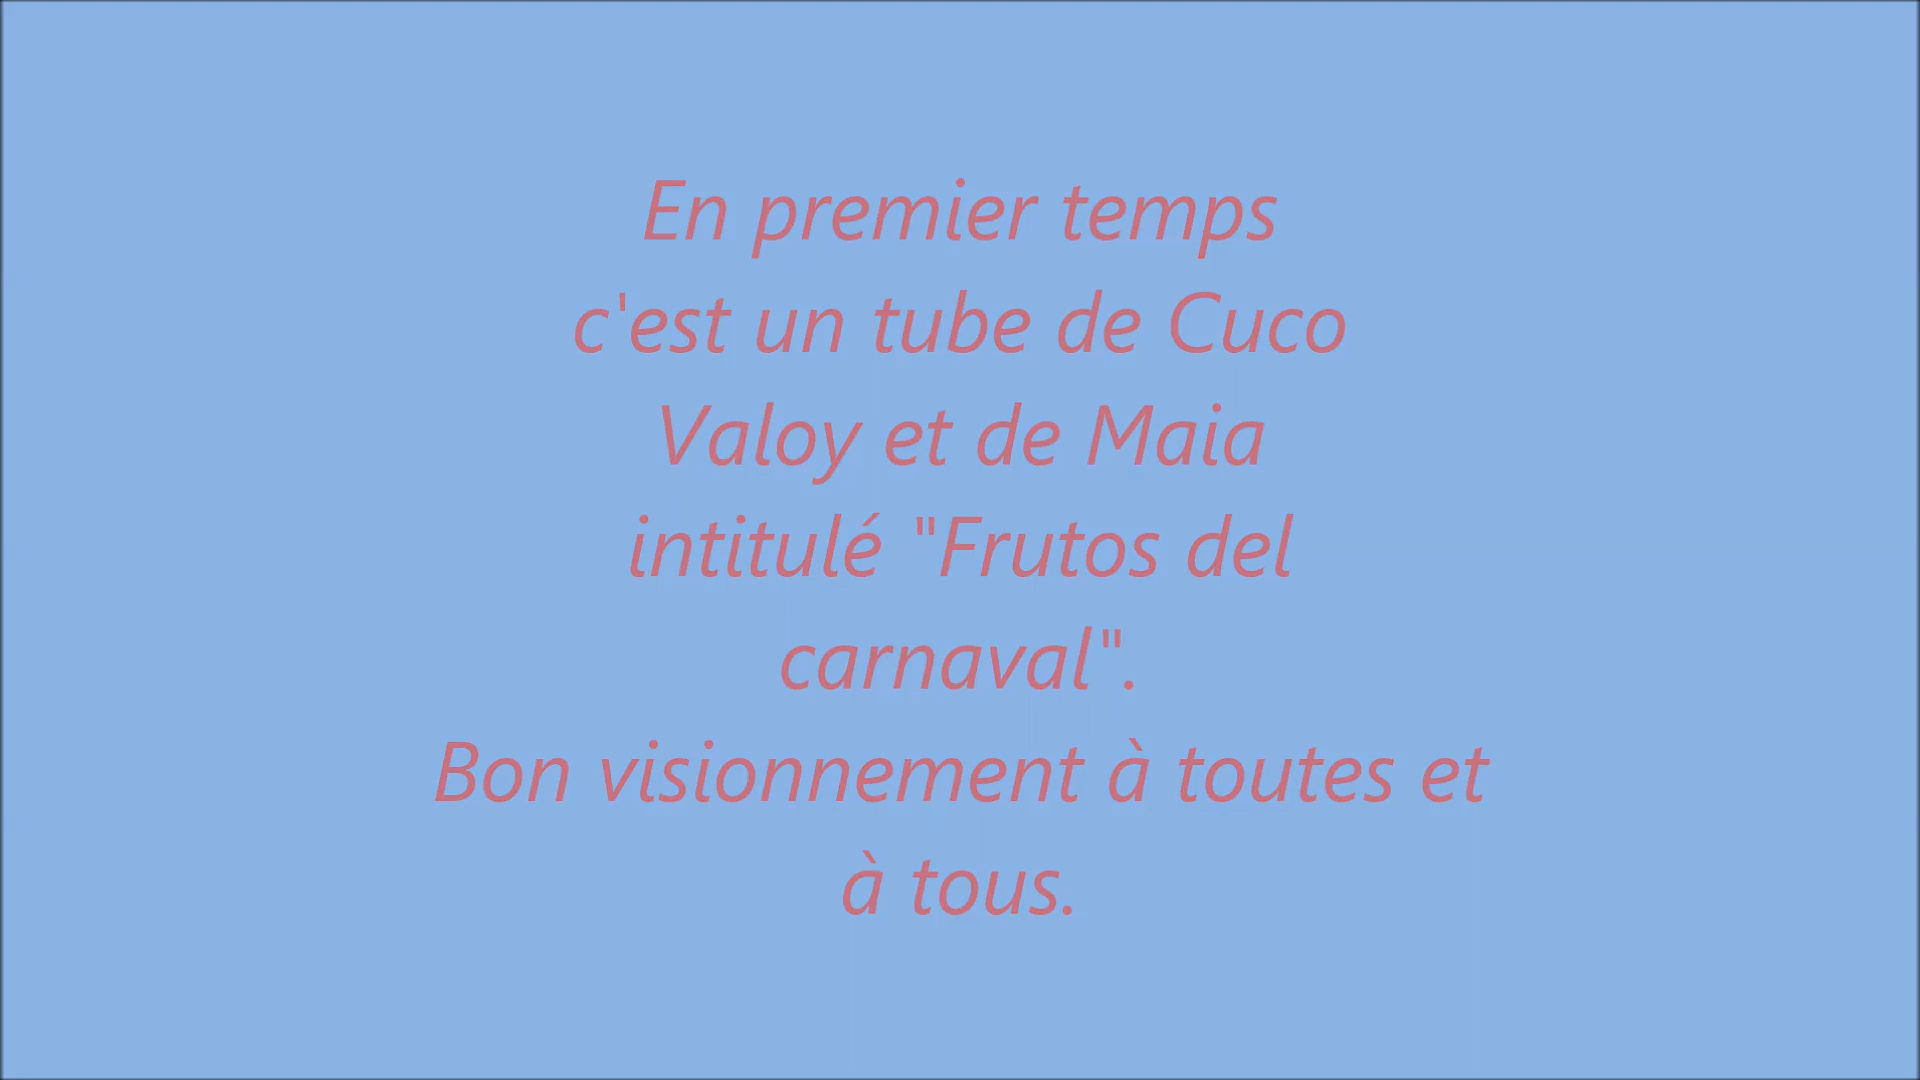 En premier temps
c'est un tube de Cuco
Valoy et de Maia
intitulé "Frutos del
carnaval".
Bon visionnement à toutes et
à tous.